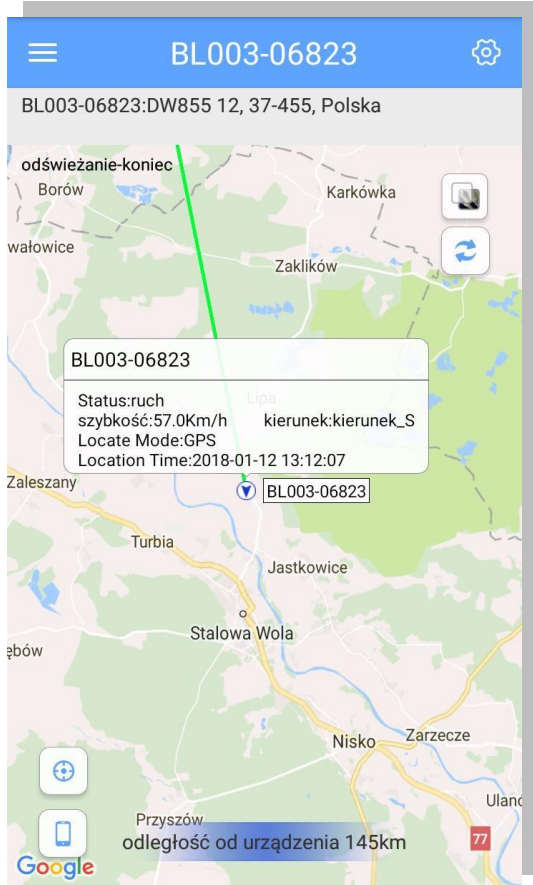 BL003-06823
BL003-06823:DW855 12, 37-455, Polska
odświeżanie-koniec
Borów
Karkówka
wałowice
Zaklików
BL003-06823
Lipa
Status:ruch
szybkość:57.0Km/h kierunek:kierunek_S
Locate Mode:GPS
Location Time:2018-01-12 13:12:07
Zaleszany
BL003-06823
Turbia
Jastkowice
Stalowa Wola
ębów
Nisko
Zarzecze
Ulanó
Przyszów
odległość od urządzenia 145km
77
Google